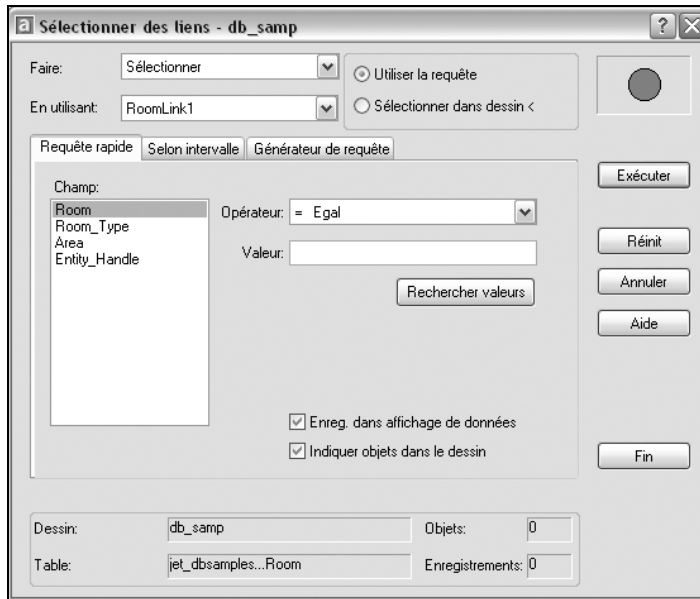 a Sélectionner des liens - db_samp ? X
Faire: Sélectionner
Utiliser la requête
En utilisant: RoomLink1
Sélectionner dans dessin <
Requête rapide Selon intervalle Générateur de requête
Exécuter
Champ:
Room
Room_Type
Area
Entity_Handle
Opérateur: = Egal
Valeur:
Rechercher valeurs
Réinit
Annuler
Aide
Enreg. dans affichage de données
Indiquer objets dans le dessin
Fin
Dessin: db_samp Objets: 0
Table: jet_dbsamples...Room Enregistrements: 0